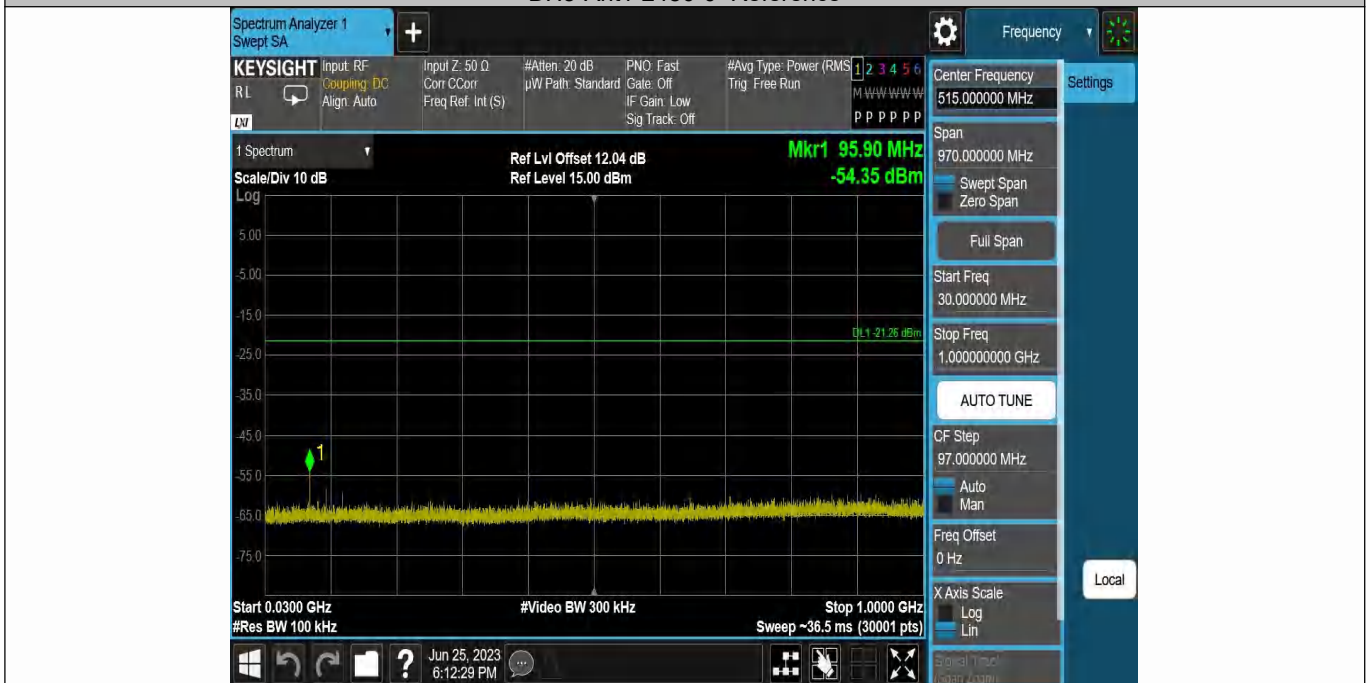 Spectrum Analyzer 1
Swept SA
+
Frequency
KEYSIGHT
RL
LXI
Input: RF
Coupling: DC
Align: Auto
Input Z: 50 Ω
Corr CCorr
Freq Ref: Int (S)
#Atten: 20 dB
µW Path: Standard
PNO: Fast
Gate: Off
IF Gain: Low
Sig Track: Off
#Avg Type: Power (RMS
Trig: Free Run
1 2 3 4 5 6
M W W W W W
P P P P P P
1 Spectrum
Scale/Div 10 dB
Ref Lvl Offset 12.04 dB
Ref Level 15.00 dBm
Mkr1 95.90 MHz
-54.35 dBm
Log
5.00
-5.00
-15.0
DL1 -21.26 dBm
-25.0
-35.0
-45.0
1
-55.0
-65.0
-75.0
Start 0.0300 GHz
#Res BW 100 kHz
#Video BW 300 kHz
Stop 1.0000 GHz
Sweep ~36.5 ms (30001 pts)
?
Jun 25, 2023
6:12:29 PM
Center Frequency
515.000000 MHz
Settings
Span
970.000000 MHz
Swept Span
Zero Span
Full Span
Start Freq
30.000000 MHz
Stop Freq
1.000000000 GHz
AUTO TUNE
CF Step
97.000000 MHz
Auto
Man
Freq Offset
0 Hz
X Axis Scale
Log
Lin
Local
Signal Track
(Span Zoom)